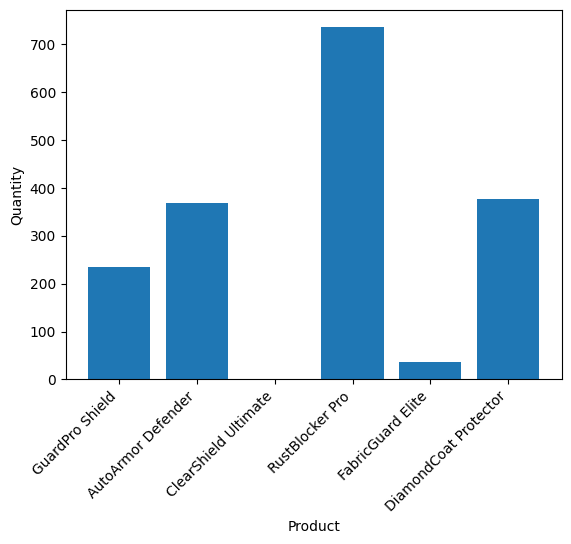 700
600
500
400
300
200
100
0
Quantity
GuardPro Shield
AutoArmor Defender
ClearShield Ultimate
RustBlocker Pro
FabricGuard Elite
DiamondCoat Protector
Product